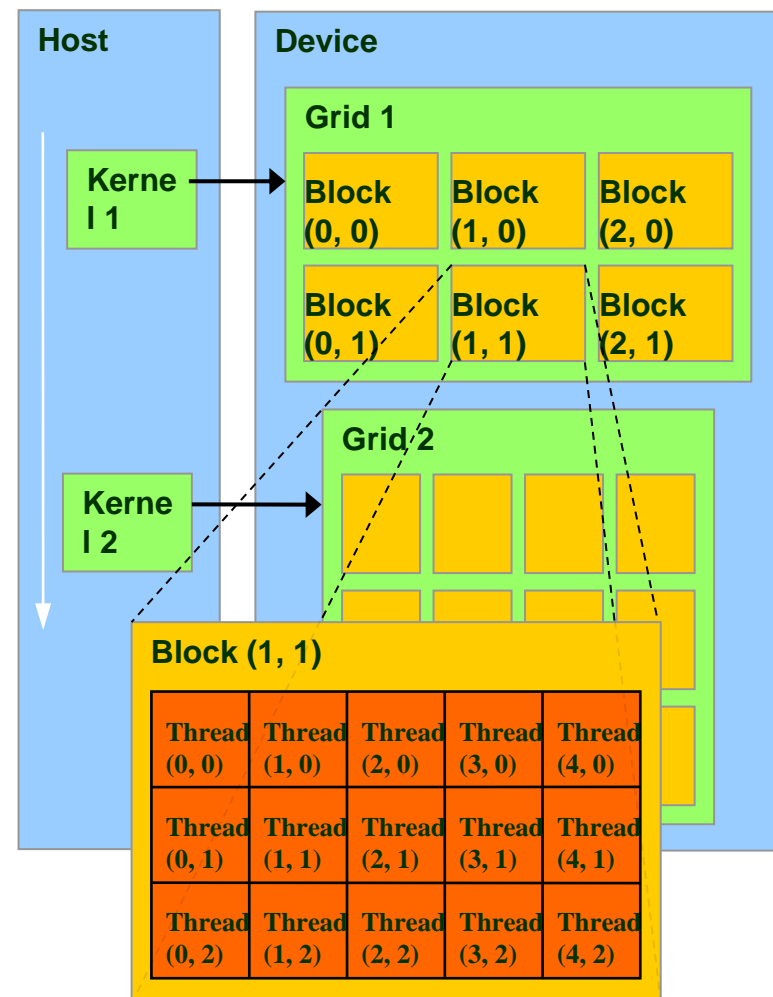 Host
Device
Grid 1
Kerne
l 1
Block
(0, 0)
Block
(1, 0)
Block
(2, 0)
Block
(0, 1)
Block
(1, 1)
Block
(2, 1)
Grid 2
Kerne
l 2
Block (1, 1)
Thread
(0, 0)
Thread
(1, 0)
Thread
(2, 0)
Thread
(3, 0)
Thread
(4, 0)
Thread
(0, 1)
Thread
(1, 1)
Thread
(2, 1)
Thread
(3, 1)
Thread
(4, 1)
Thread
(0, 2)
Thread
(1, 2)
Thread
(2, 2)
Thread
(3, 2)
Thread
(4, 2)